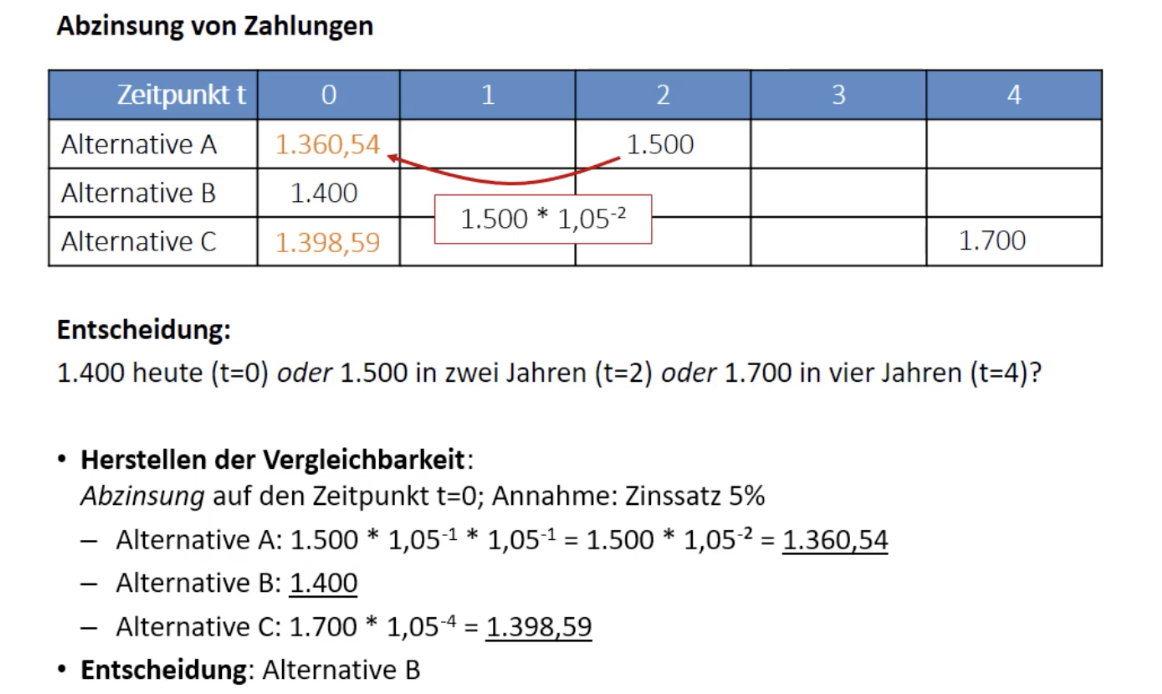 Abzinsung von Zahlungen
Zeitpunkt t 0 1 2 3 4
Alternative A 1.360,54 1.500
Alternative B 1.400
1.500 * 1,05⁻²
Alternative C 1.398,59 1.700
Entscheidung:
1.400 heute (t=0) oder 1.500 in zwei Jahren (t=2) oder 1.700 in vier Jahren (t=4)?
• Herstellen der Vergleichbarkeit:
Abzinsung auf den Zeitpunkt t=0; Annahme: Zinssatz 5%
– Alternative A: 1.500 * 1,05⁻¹ * 1,05⁻¹ = 1.500 * 1,05⁻² = 1.360,54
– Alternative B: 1.400
– Alternative C: 1.700 * 1,05⁻⁴ = 1.398,59
• Entscheidung: Alternative B